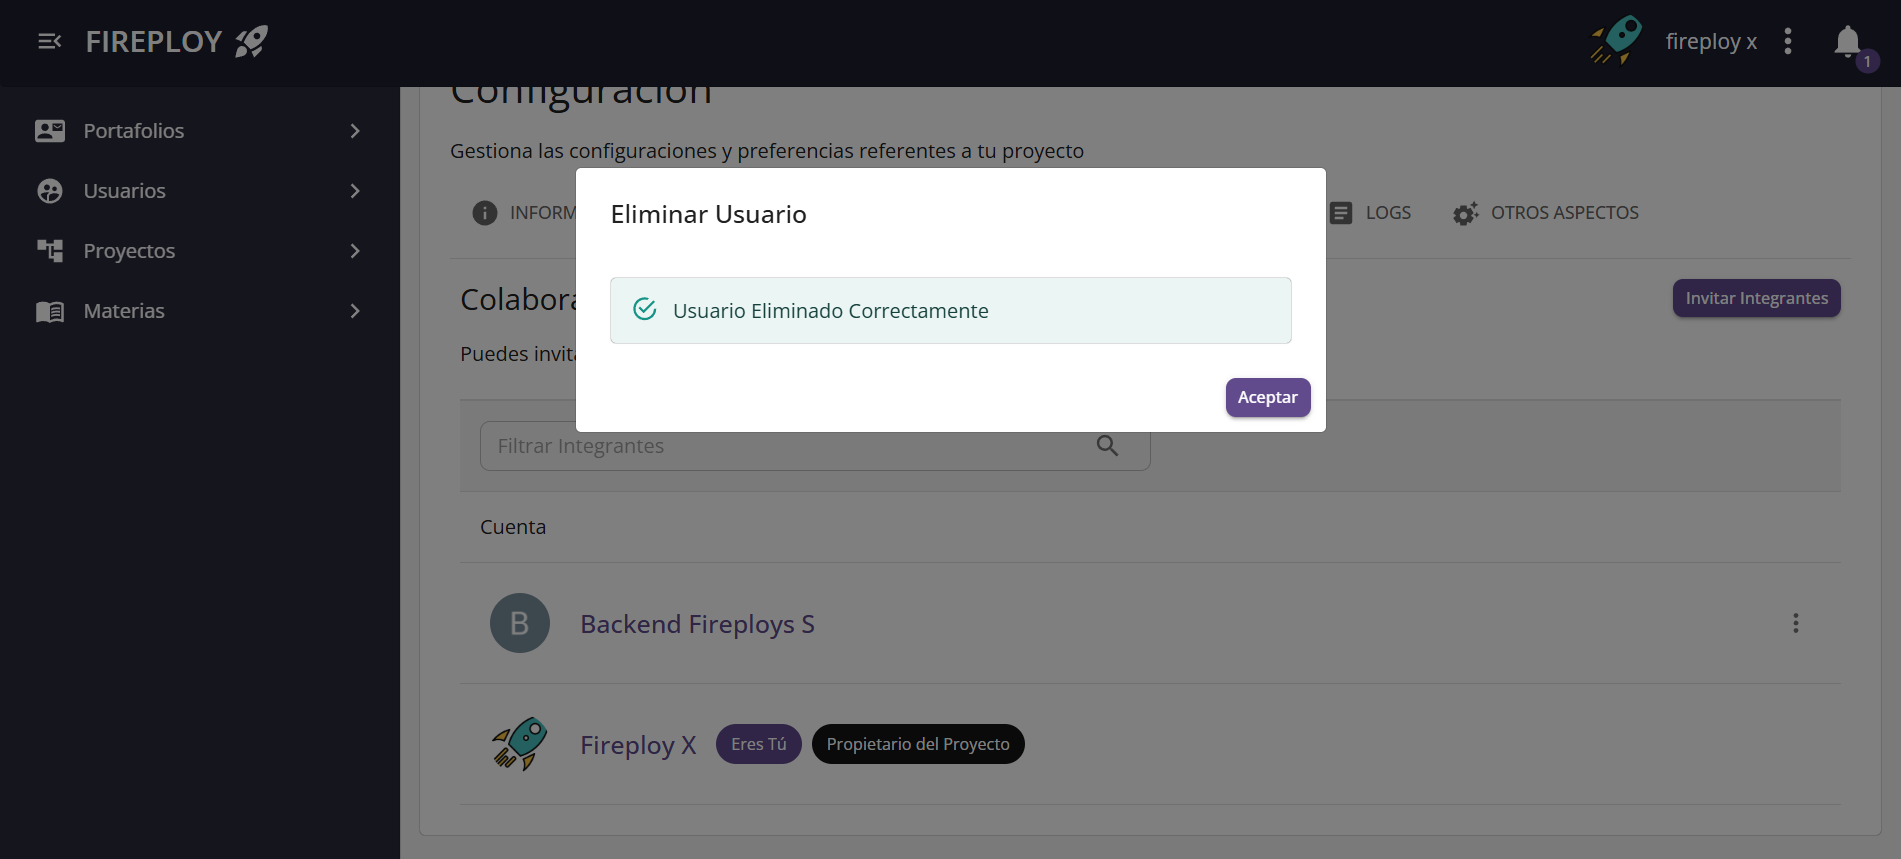 FIREPLOY
fireploy x
1
Portafolios
Usuarios
Proyectos
Materias
Configuración
Gestiona las configuraciones y preferencias referentes a tu proyecto
INFORM
LOGS
OTROS ASPECTOS
Eliminar Usuario
Usuario Eliminado Correctamente
Aceptar
Colabora
Invitar Integrantes
Puedes invita
Filtrar Integrantes
Cuenta
B
Backend Fireploys S
Fireploy X
Eres Tú
Propietario del Proyecto